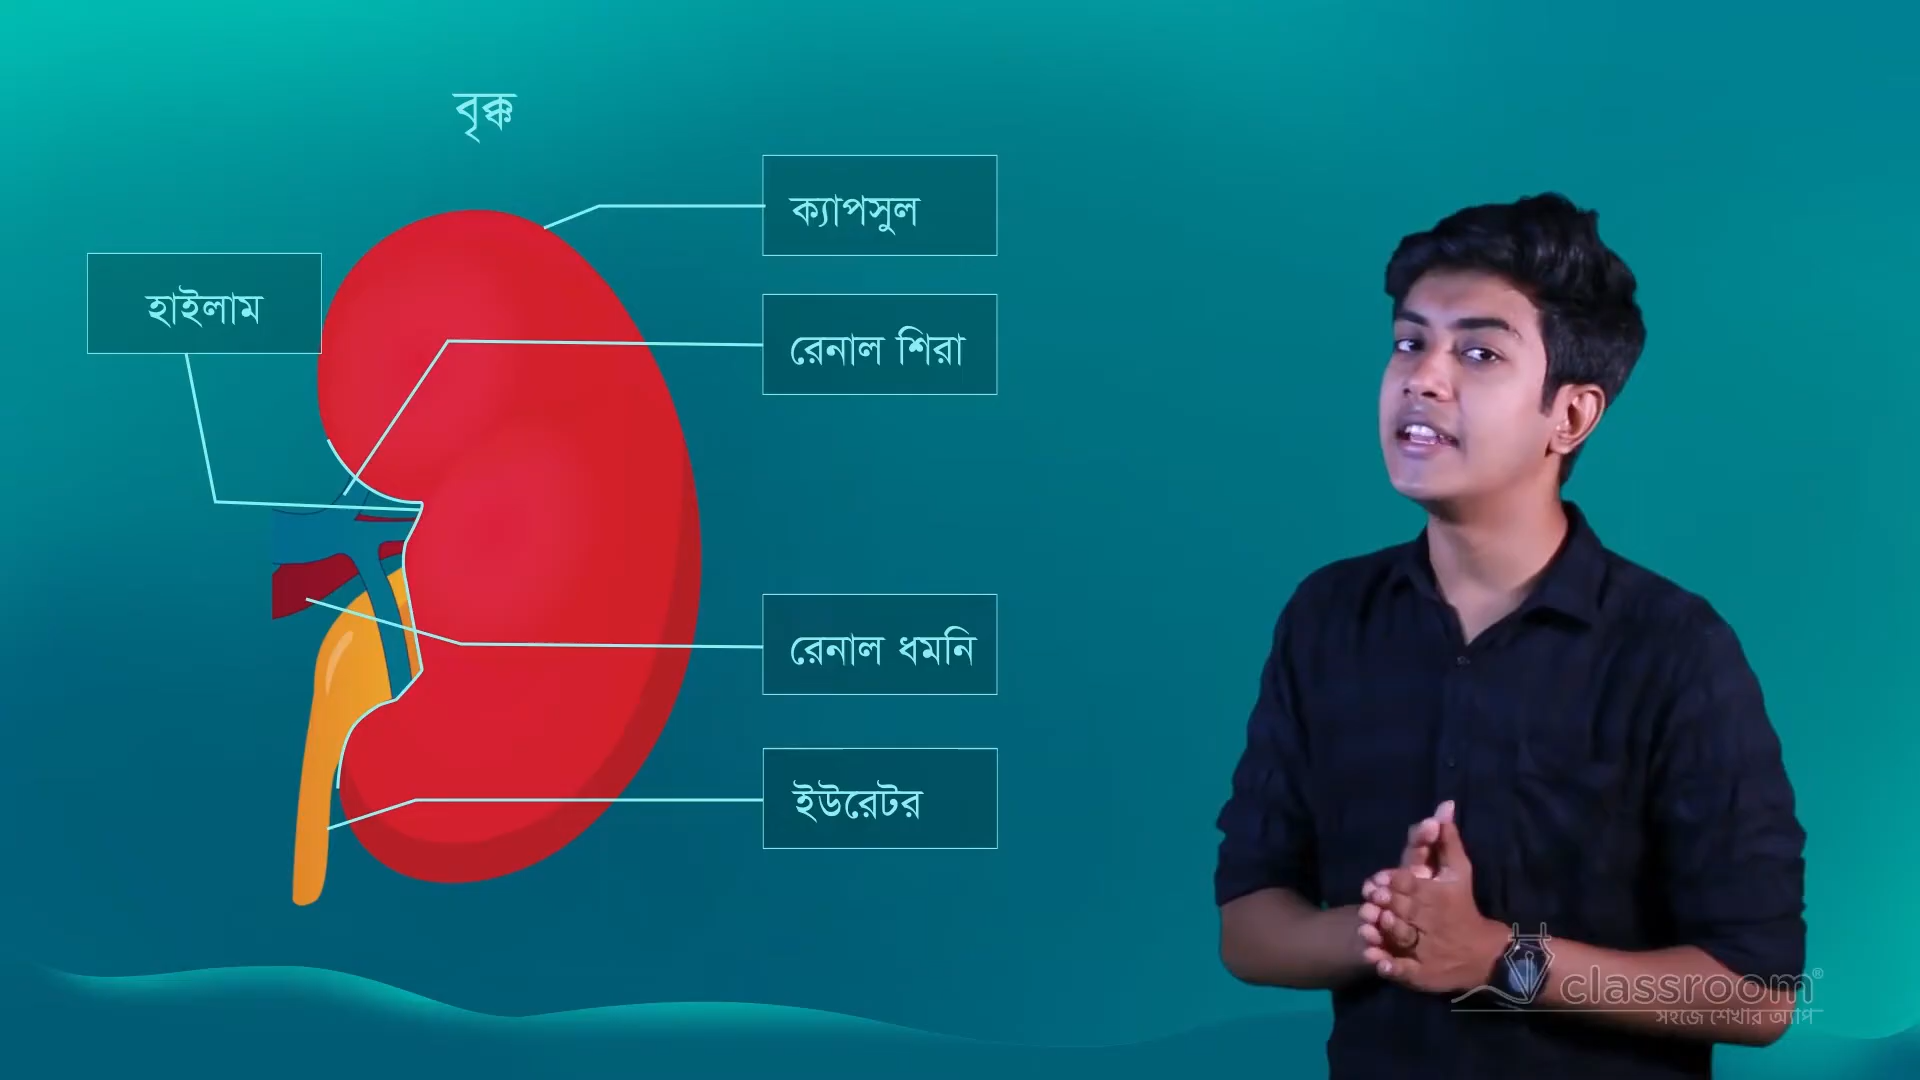 বৃক্ক
ক্যাপসুল
হাইলাম
রেনাল শিরা
রেনাল ধমনি
ইউরেটর
classroom®
সহজে শেখার অ্যাপ